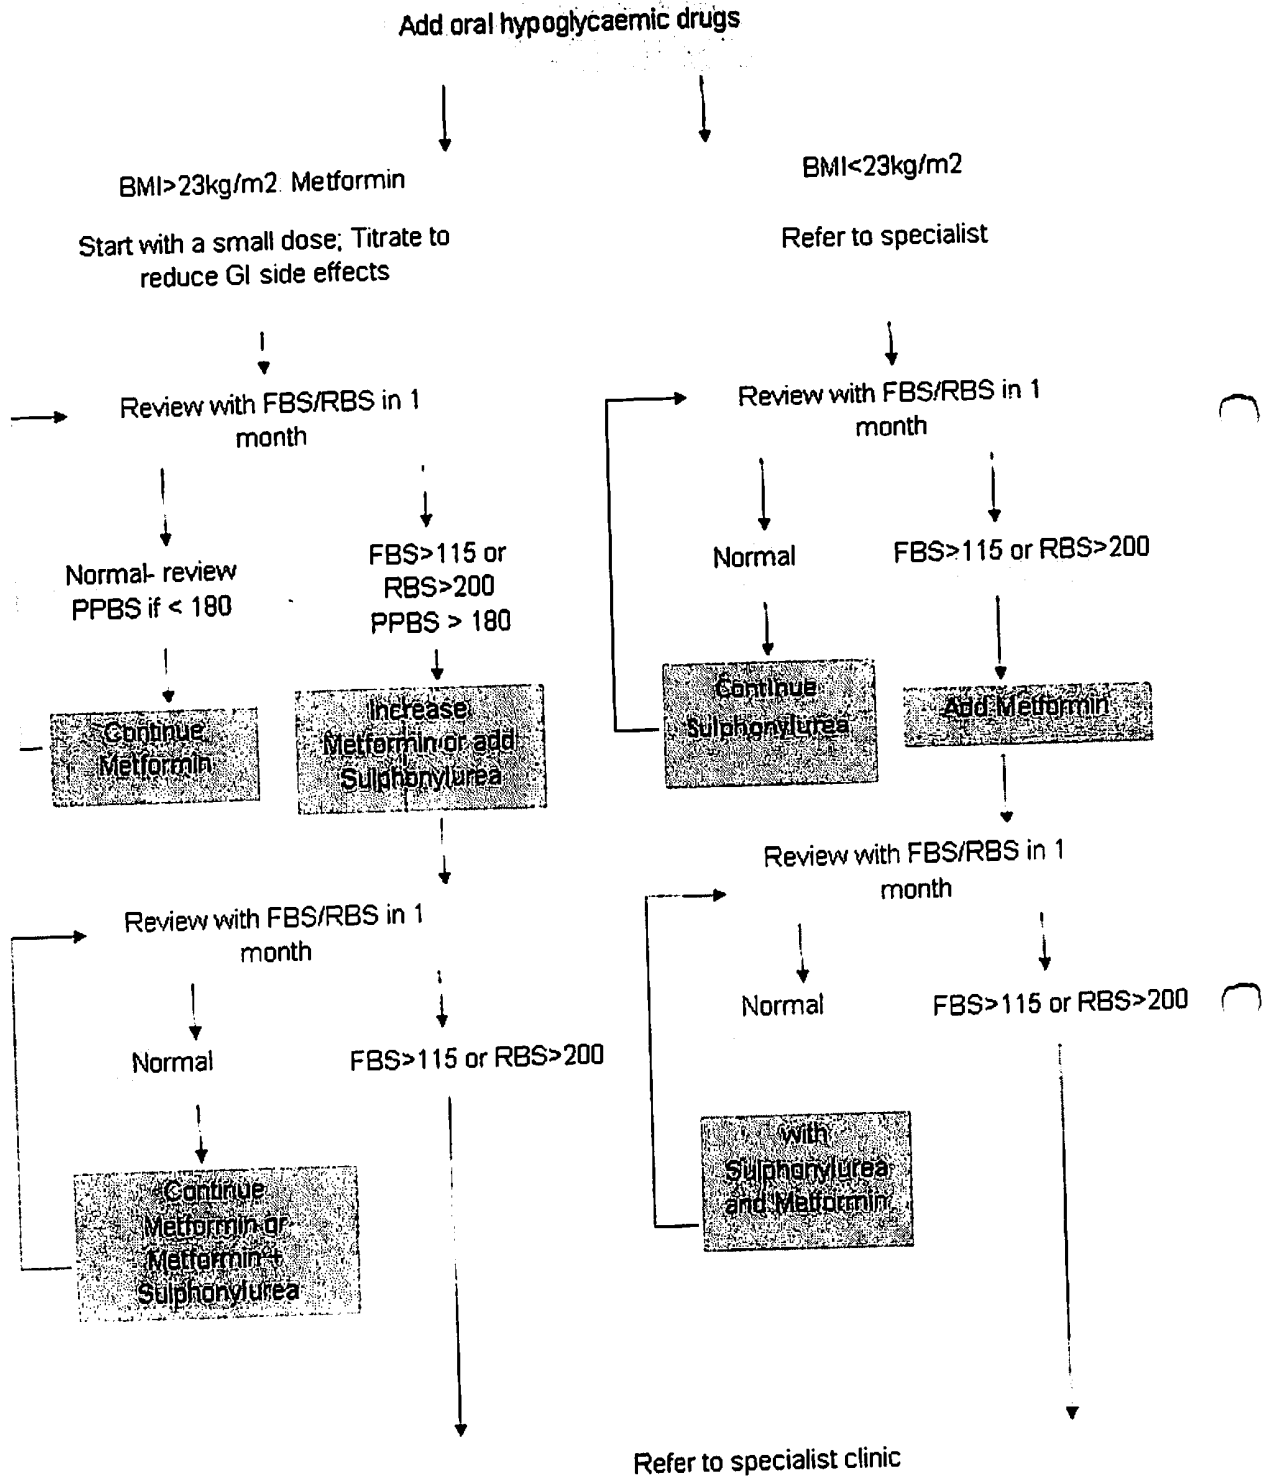 Add oral hypoglycaemic drugs
BMI>23kg/m2: Metformin
Start with a small dose; Titrate to
reduce GI side effects
Review with FBS/RBS in 1
month
Normal- review
PPBS if < 180
FBS>115 or
RBS>200
PPBS > 180
Continue
Metformin
Increase
Metformin or add
Sulphonylurea
Review with FBS/RBS in 1
month
Normal
FBS>115 or RBS>200
Continue
Metformin or
Metformin +
Sulphonylurea
BMI<23kg/m2
Refer to specialist
Review with FBS/RBS in 1
month
Normal
FBS>115 or RBS>200
Continue
Sulphonylurea
Add Metformin
Review with FBS/RBS in 1
month
Normal
FBS>115 or RBS>200
with
Sulphonylurea
and Metformin
Refer to specialist clinic